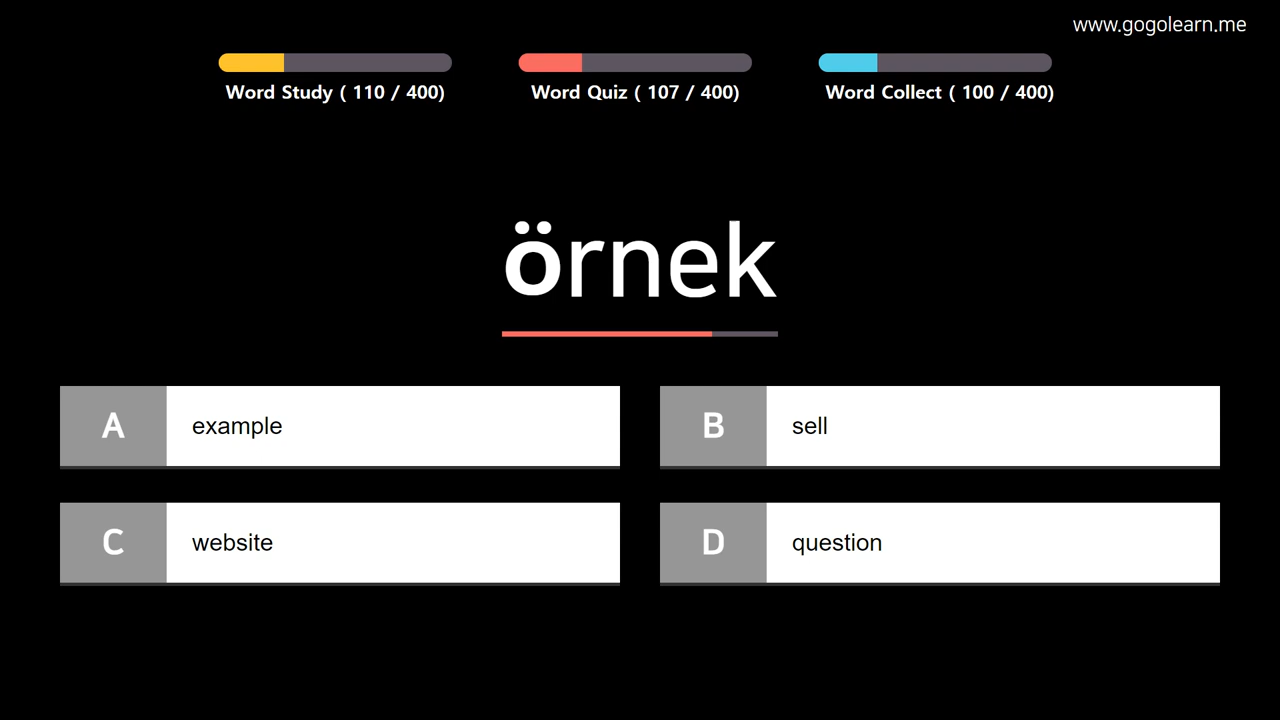 www.gogolearn.me
Word Study ( 110 / 400)
Word Quiz ( 107 / 400)
Word Collect ( 100 / 400)
örnek
A example
B sell
C website
D question